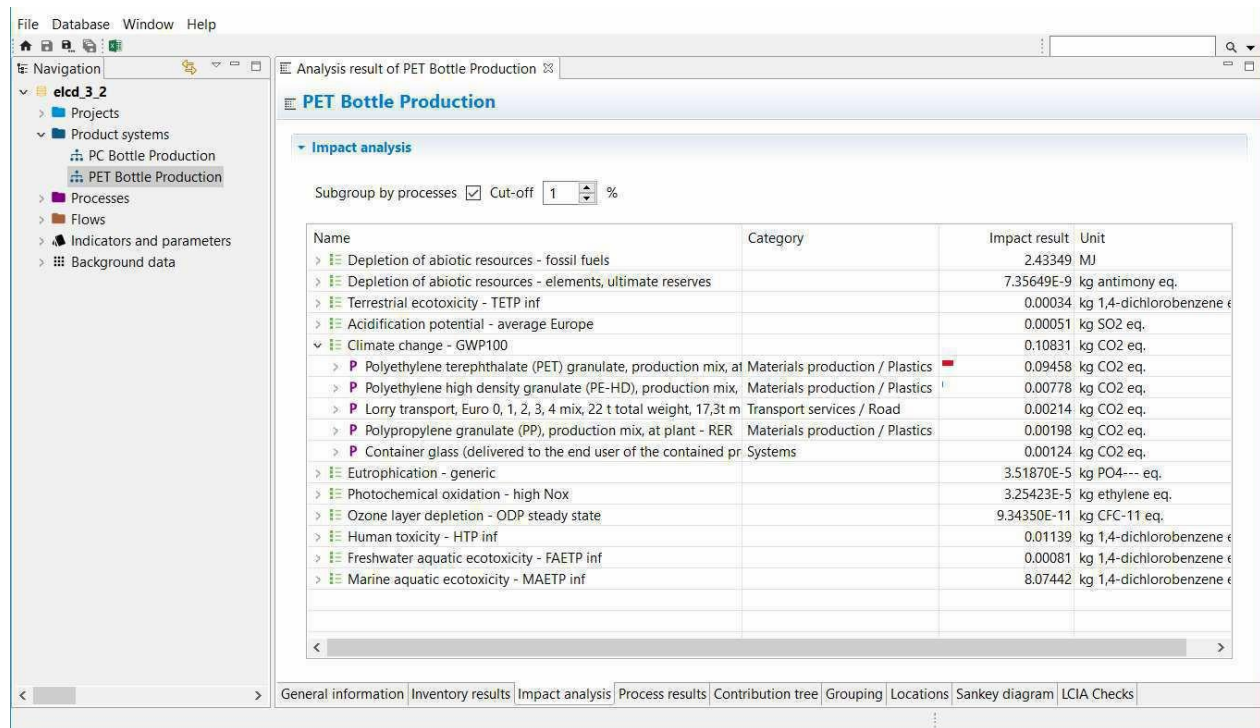 File Database Window Help
Navigation
elcd_3_2
Projects
Product systems
PC Bottle Production
PET Bottle Production
Processes
Flows
Indicators and parameters
Background data
Analysis result of PET Bottle Production
PET Bottle Production
Impact analysis
Subgroup by processes Cut-off 1 %
Name Category Impact result Unit
Depletion of abiotic resources - fossil fuels 2.43349 MJ
Depletion of abiotic resources - elements, ultimate reserves 7.35649E-9 kg antimony eq.
Terrestrial ecotoxicity - TETP inf 0.00034 kg 1,4-dichlorobenzene e
Acidification potential - average Europe 0.00051 kg SO2 eq.
Climate change - GWP100 0.10831 kg CO2 eq.
P Polyethylene terephthalate (PET) granulate, production mix, at Materials production / Plastics 0.09458 kg CO2 eq.
P Polyethylene high density granulate (PE-HD), production mix, Materials production / Plastics 0.00778 kg CO2 eq.
P Lorry transport, Euro 0, 1, 2, 3, 4 mix, 22 t total weight, 17,3t m Transport services / Road 0.00214 kg CO2 eq.
P Polypropylene granulate (PP), production mix, at plant - RER Materials production / Plastics 0.00198 kg CO2 eq.
P Container glass (delivered to the end user of the contained pr Systems 0.00124 kg CO2 eq.
Eutrophication - generic 3.51870E-5 kg PO4--- eq.
Photochemical oxidation - high Nox 3.25423E-5 kg ethylene eq.
Ozone layer depletion - ODP steady state 9.34350E-11 kg CFC-11 eq.
Human toxicity - HTP inf 0.01139 kg 1,4-dichlorobenzene e
Freshwater aquatic ecotoxicity - FAETP inf 0.00081 kg 1,4-dichlorobenzene e
Marine aquatic ecotoxicity - MAETP inf 8.07442 kg 1,4-dichlorobenzene e
General information Inventory results Impact analysis Process results Contribution tree Grouping Locations Sankey diagram LCIA Checks